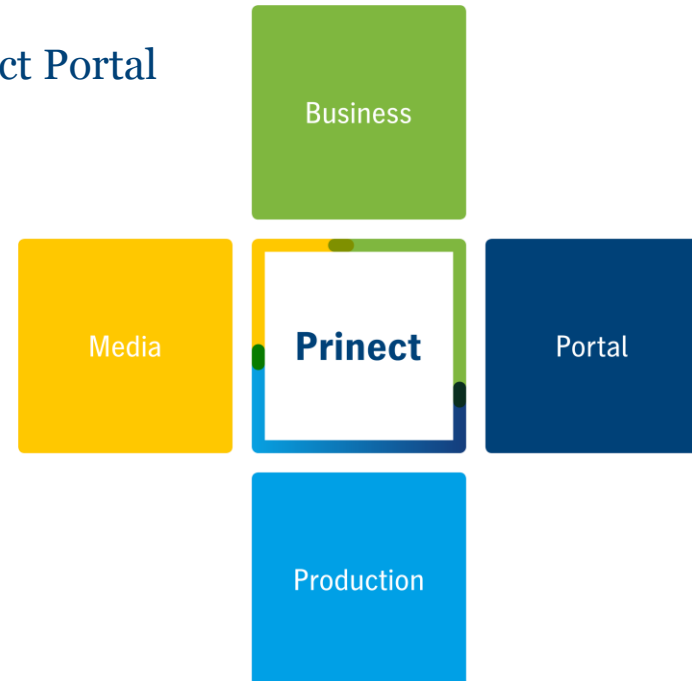 ct Portal
Business
Media
Prinect
Portal
Production